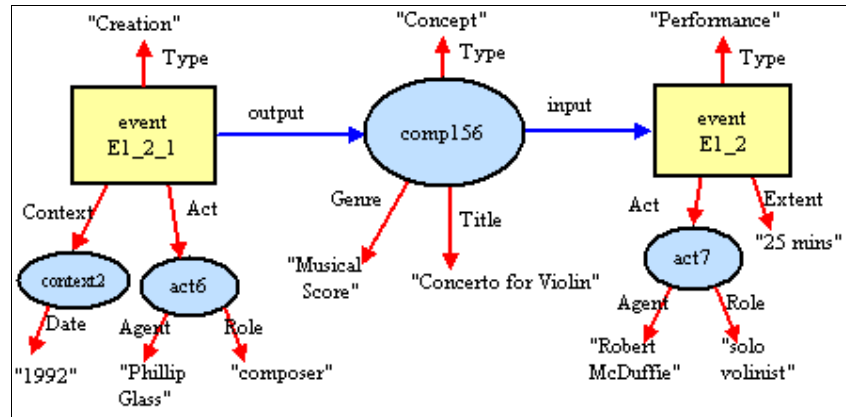 "Creation"
"Concept"
"Performance"
Type
Type
Type
event
E1_2_1
output
comp156
input
event
E1_2
Context
Act
Genre
Title
Act
Extent
context2
act6
"Musical
Score"
"Concerto for Violin"
act7
"25 mins"
Date
Agent
Role
Agent
Role
"1992"
"Phillip
Glass"
"composer"
"Robert
McDuffie"
"solo
volinist"